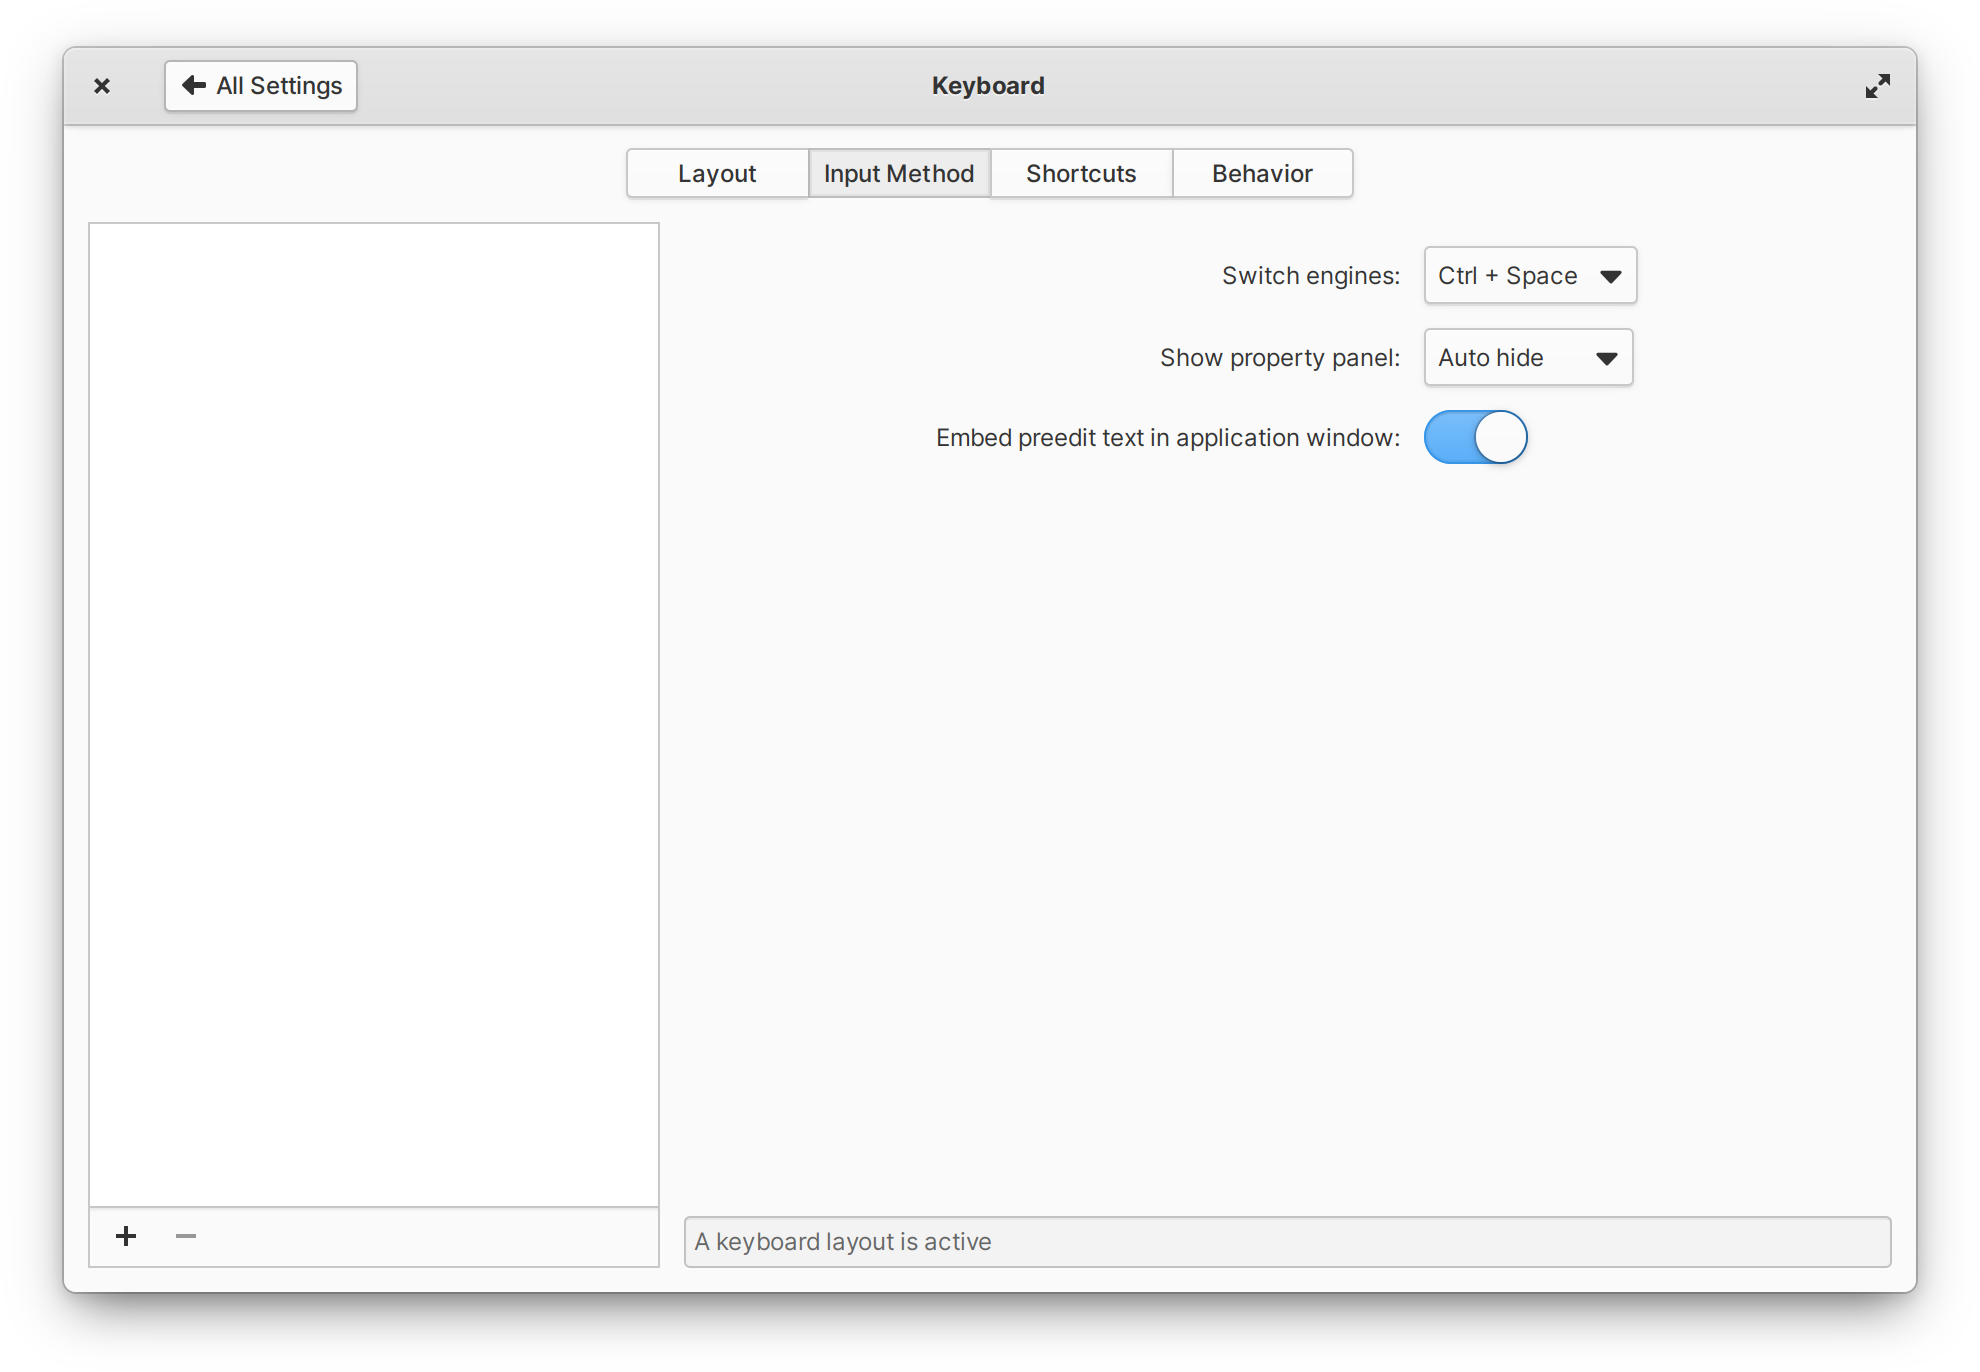 All Settings
Keyboard
Layout
Input Method
Shortcuts
Behavior
Switch engines:
Ctrl + Space
Show property panel:
Auto hide
Embed preedit text in application window:
A keyboard layout is active